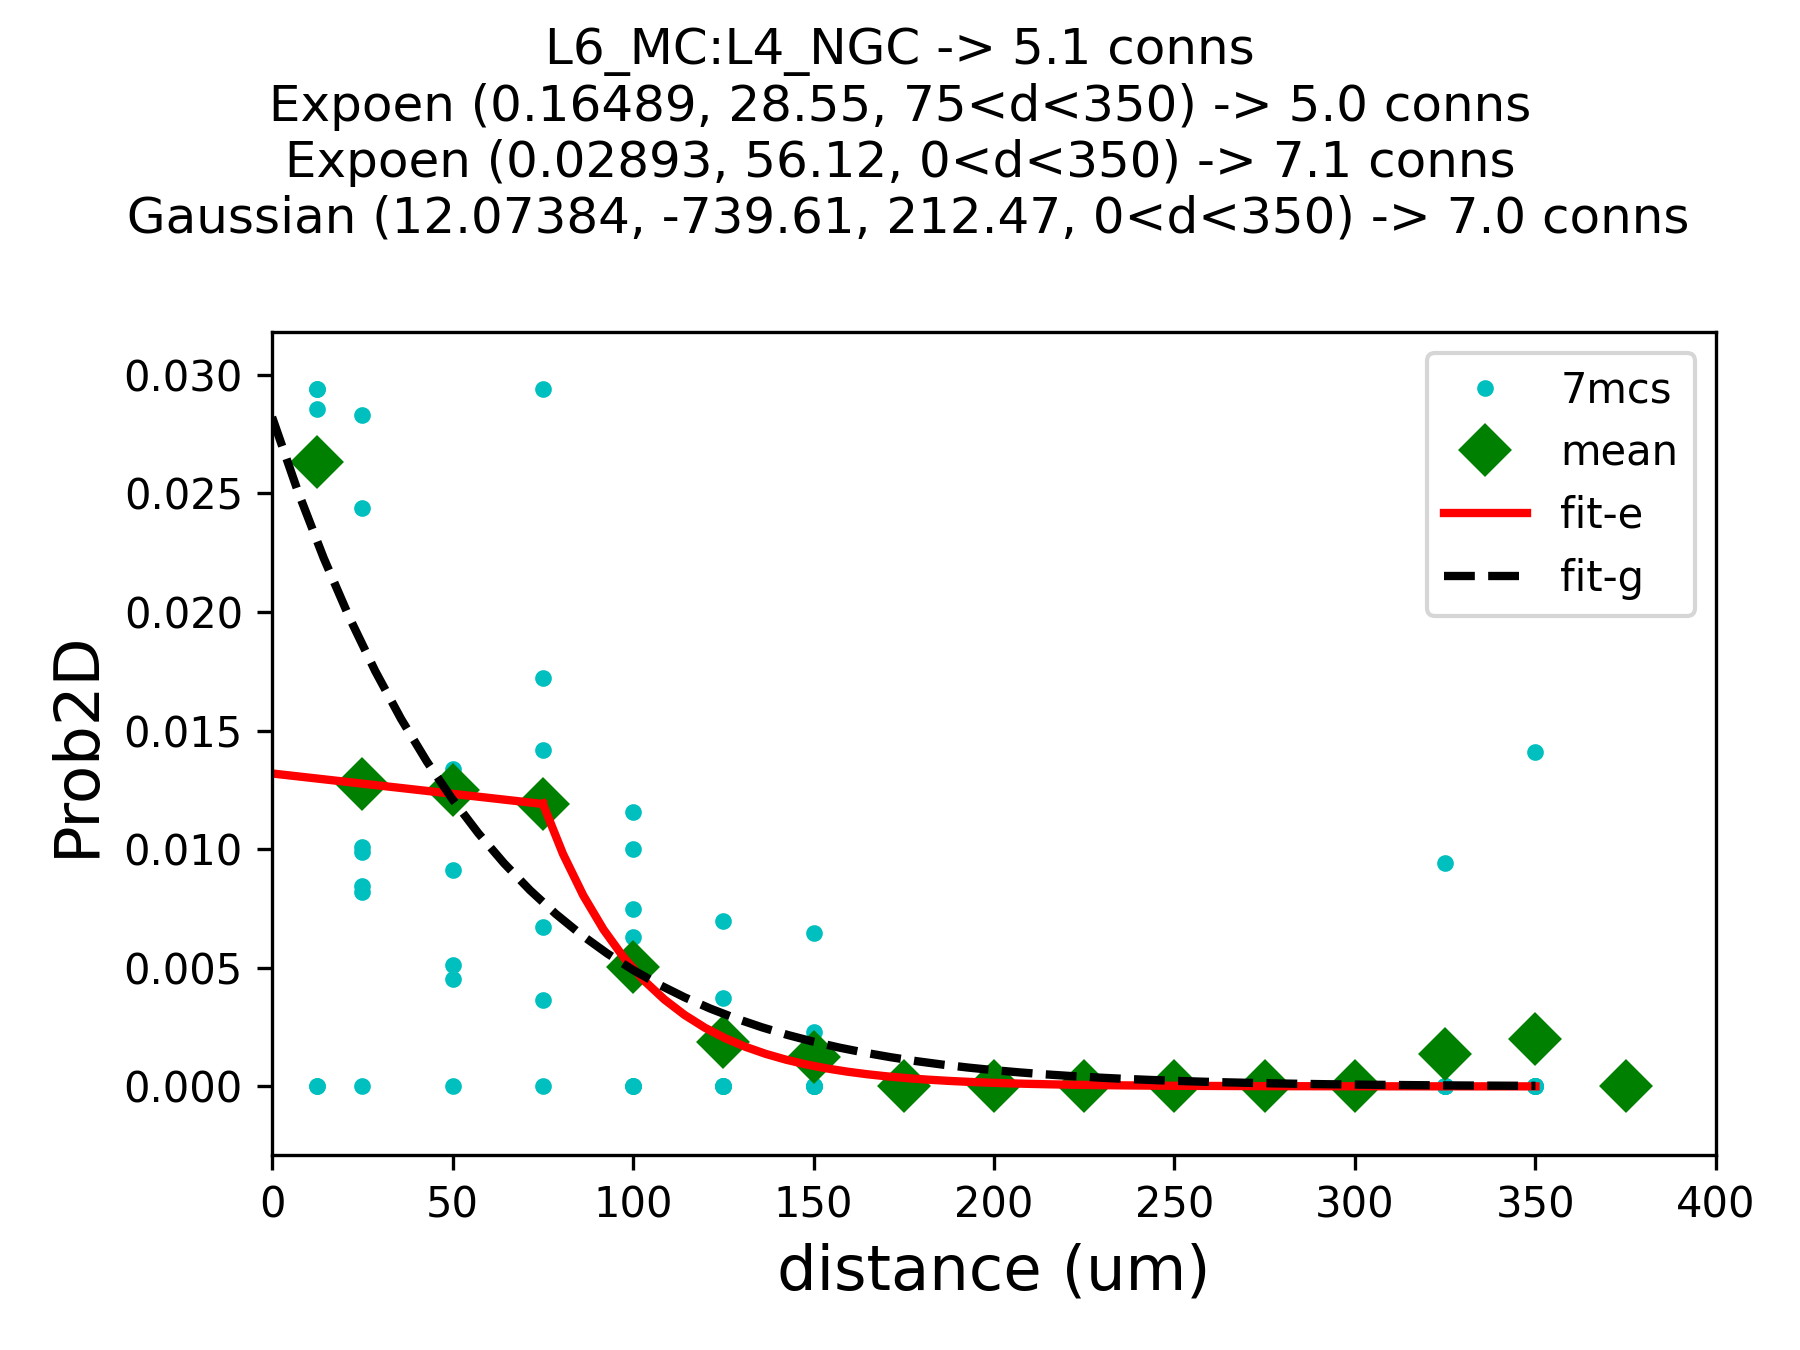 L6_MC:L4_NGC -> 5.1 conns
Expoen (0.16489, 28.55, 75<d<350) -> 5.0 conns
Expoen (0.02893, 56.12, 0<d<350) -> 7.1 conns
Gaussian (12.07384, -739.61, 212.47, 0<d<350) -> 7.0 conns
7mcs
mean
fit-e
fit-g
Prob2D
0.030
0.025
0.020
0.015
0.010
0.005
0.000
0 50 100 150 200 250 300 350 400
distance (um)